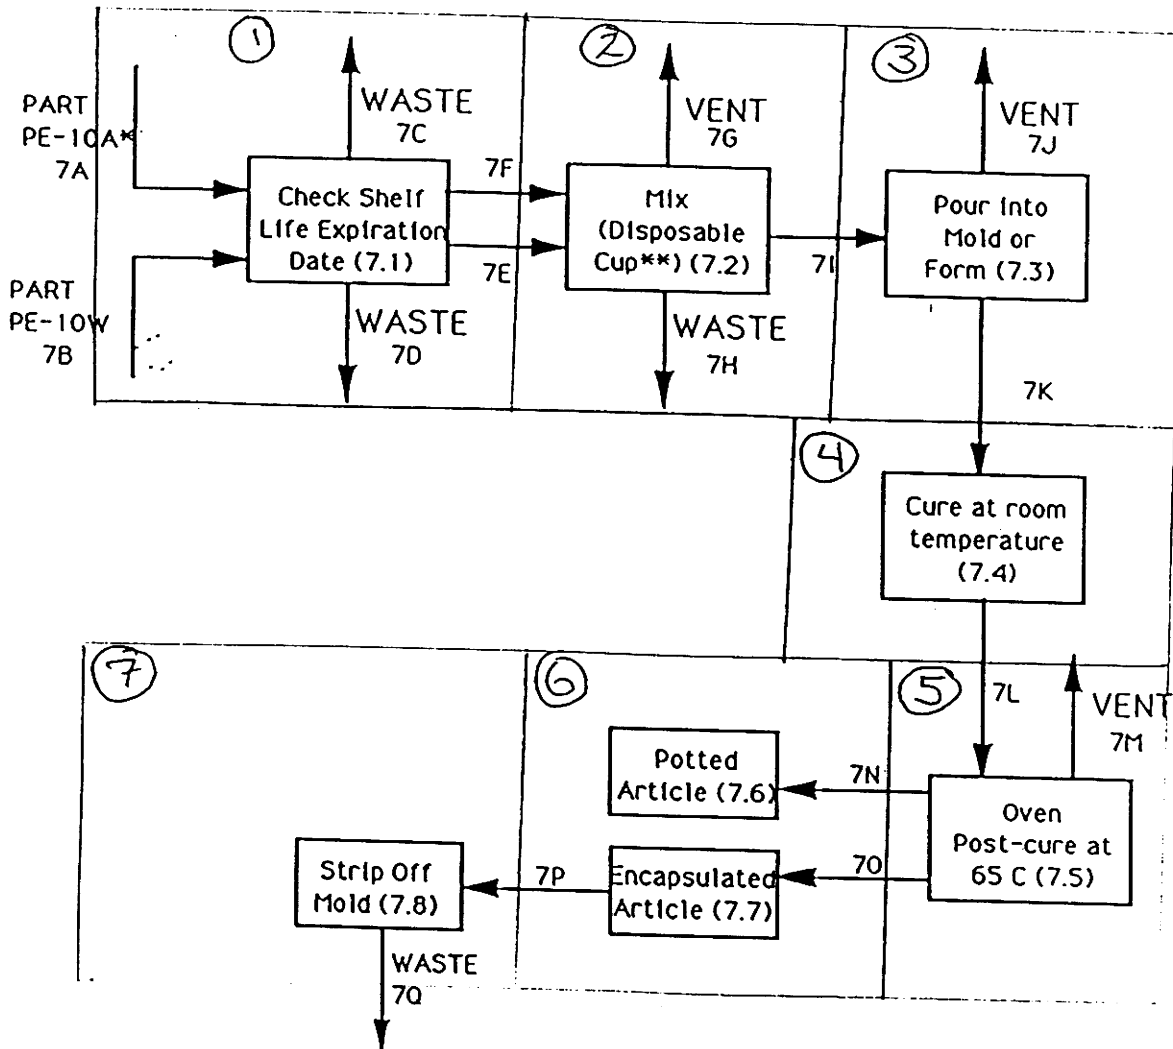 1
2
3
PART
PE-10A*
7A
WASTE
7C
VENT
7G
VENT
7J
Check Shelf
Life Expiration
Date (7.1)
7F
7E
Mix
(Disposable
Cup**) (7.2)
7I
Pour into
Mold or
Form (7.3)
PART
PE-10W
7B
WASTE
7D
WASTE
7H
7K
4
Cure at room
temperature
(7.4)
7
6
5
7L
VENT
7M
Potted
Article (7.6)
7N
Oven
Post-cure at
65 C (7.5)
Strip Off
Mold (7.8)
7P
Encapsulated
Article (7.7)
7O
WASTE
7Q